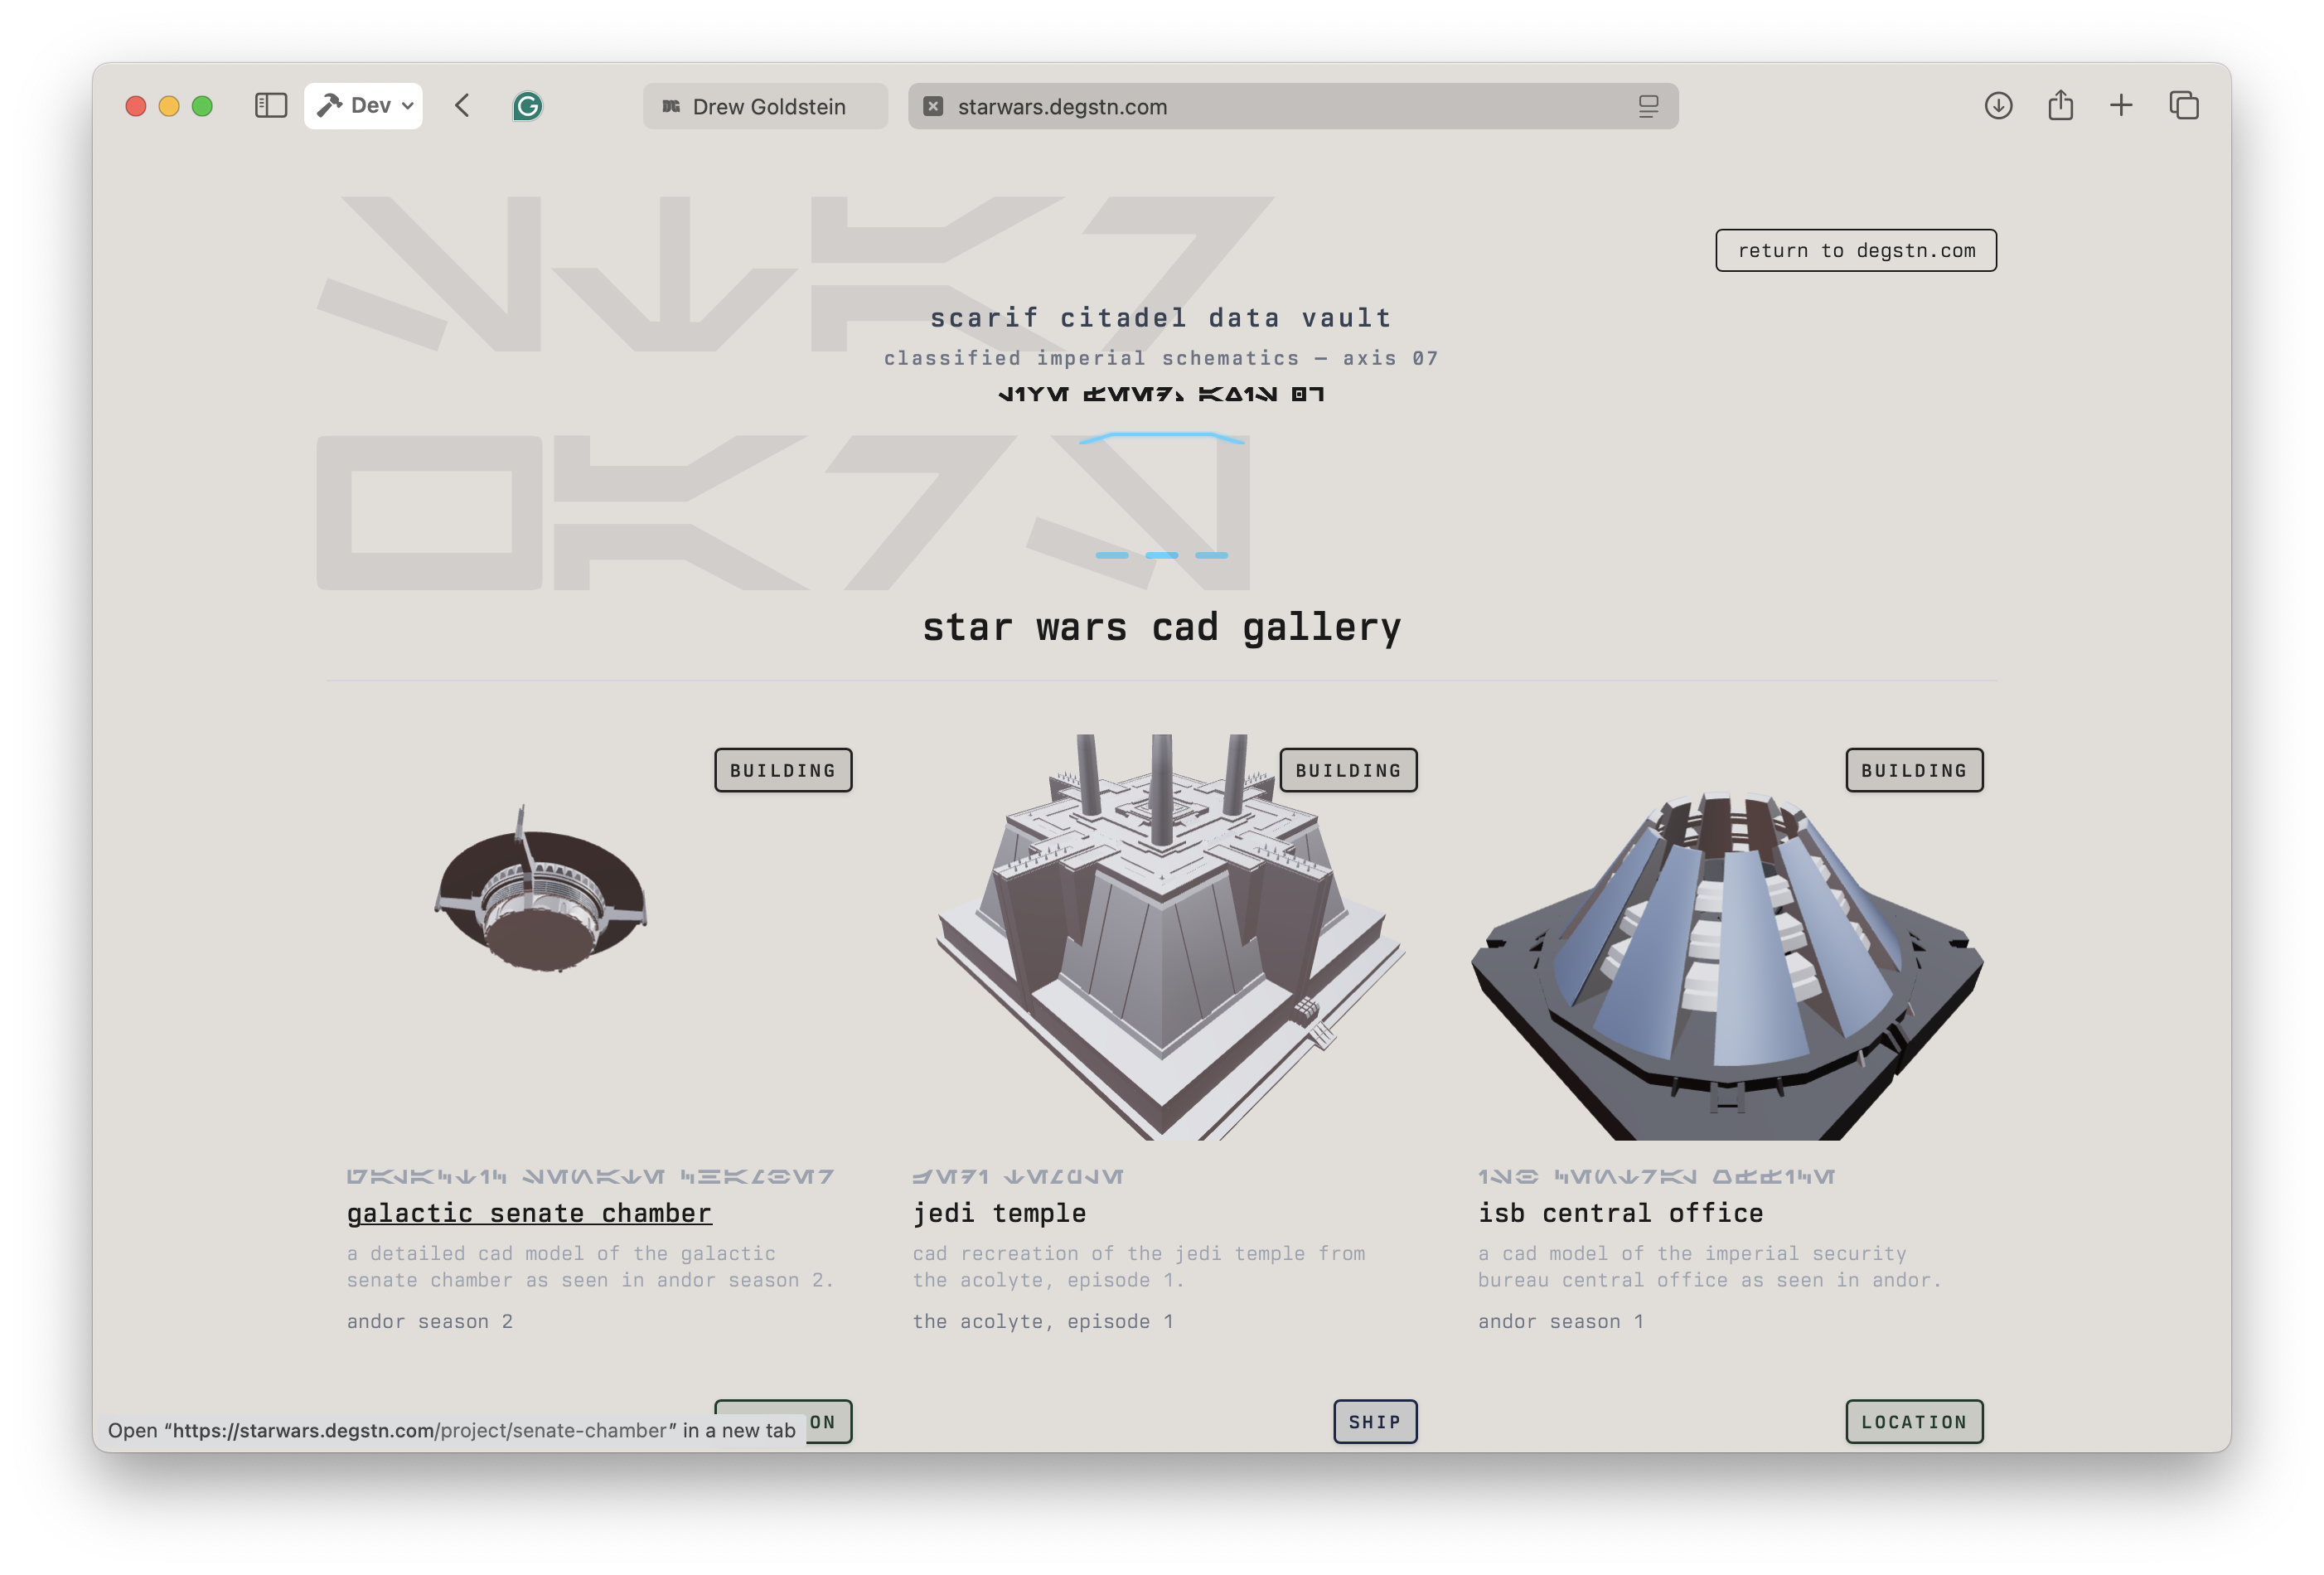 Dev
Drew Goldstein
starwars.degstn.com
return to degstn.com
scarif citadel data vault
classified imperial schematics — axis 07
star wars cad gallery
BUILDING
BUILDING
BUILDING
galactic senate chamber
a detailed cad model of the galactic
senate chamber as seen in andor season 2.
andor season 2
jedi temple
cad recreation of the jedi temple from
the acolyte, episode 1.
the acolyte, episode 1
isb central office
a cad model of the imperial security
bureau central office as seen in andor.
andor season 1
ON
SHIP
LOCATION
Open “https://starwars.degstn.com/project/senate-chamber” in a new tab